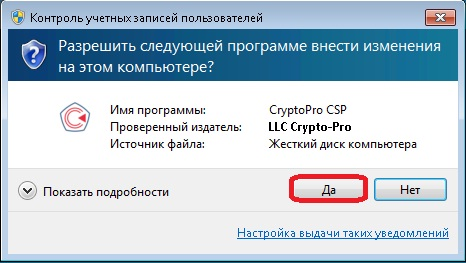 Контроль учетных записей пользователей
Разрешить следующей программе внести изменения
на этом компьютере?
Имя программы: CryptoPro CSP
Проверенный издатель: LLC Crypto-Pro
Источник файла: Жесткий диск компьютера
Показать подробности Да Нет
Настройка выдачи таких уведомлений